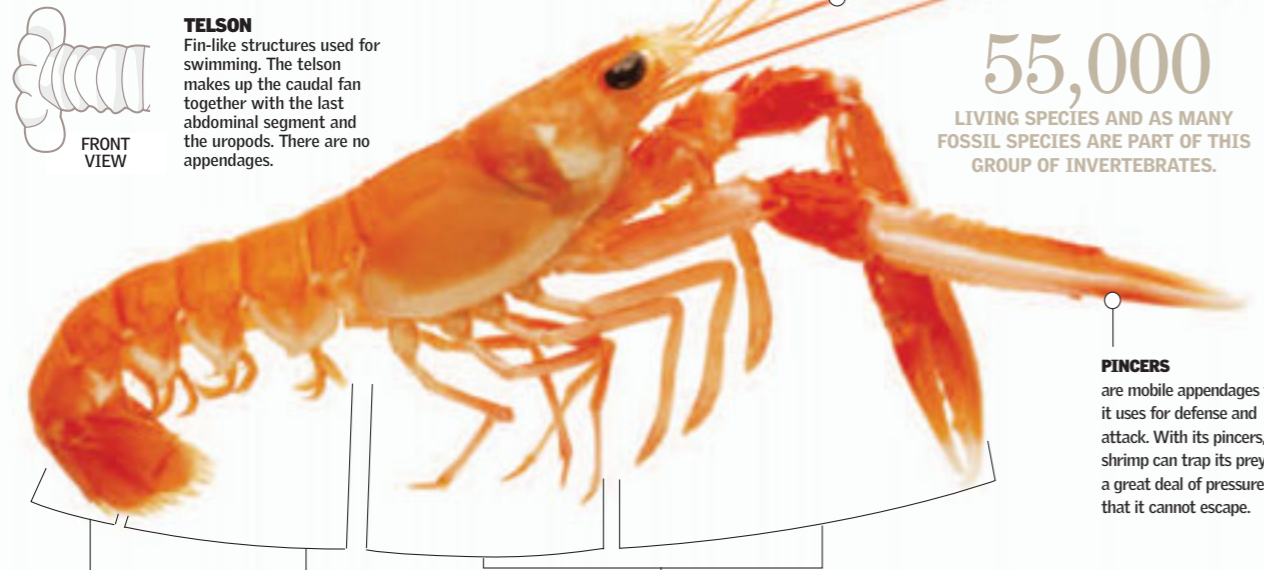 TELSON
Fin-like structures used for
swimming. The telson
makes up the caudal fan
together with the last
abdominal segment and
the uropods. There are no
appendages.
FRONT
VIEW
55,000
LIVING SPECIES AND AS MANY
FOSSIL SPECIES ARE PART OF THIS
GROUP OF INVERTEBRATES.
PINCERS
are mobile appendages
it uses for defense and
attack. With its pincers,
shrimp can trap its prey
a great deal of pressure
that it cannot escape.